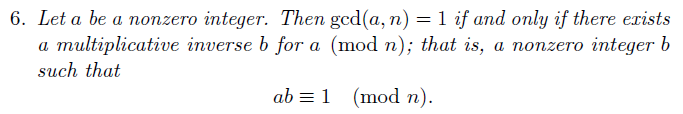 6. Let a be a nonzero integer. Then gcd(a, n) = 1 if and only if there exists
a multiplicative inverse b for a (mod n); that is, a nonzero integer b
such that
ab ≡ 1 (mod n).